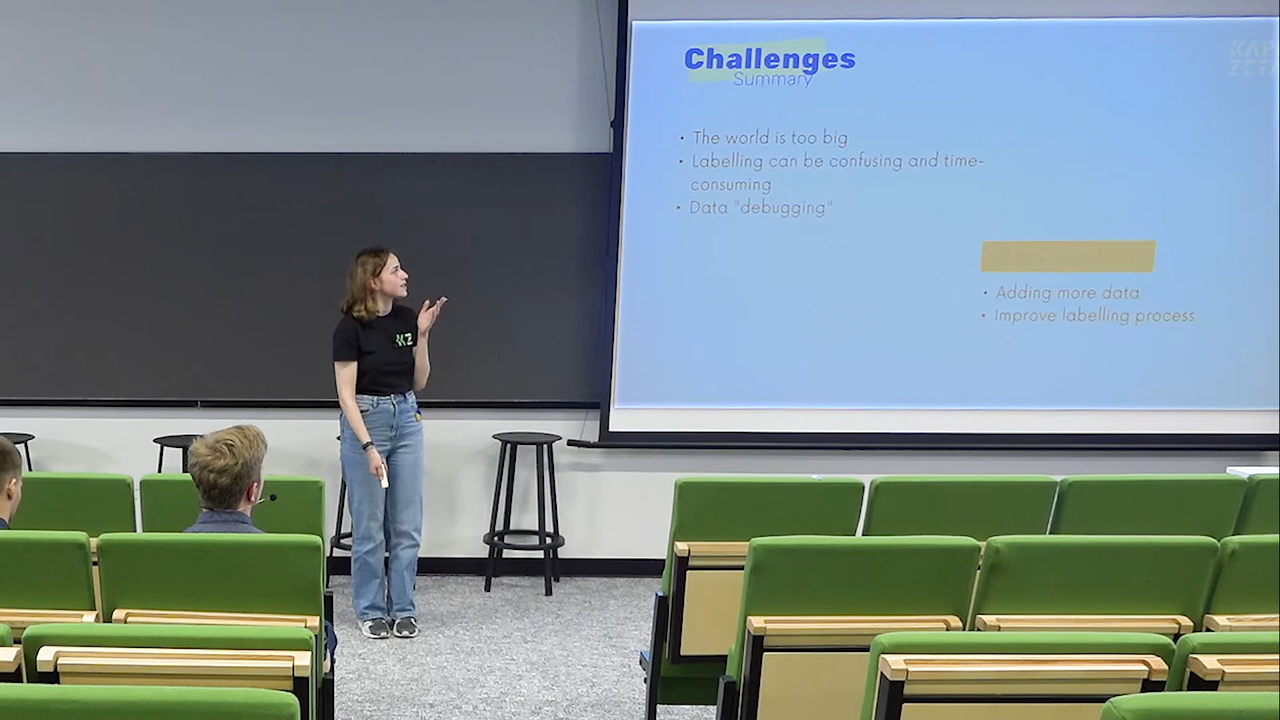 Challenges
Summary
• The world is too big
• Labelling can be confusing and time-
consuming
• Data "debugging"
• Adding more data
• Improve labelling process
KZ